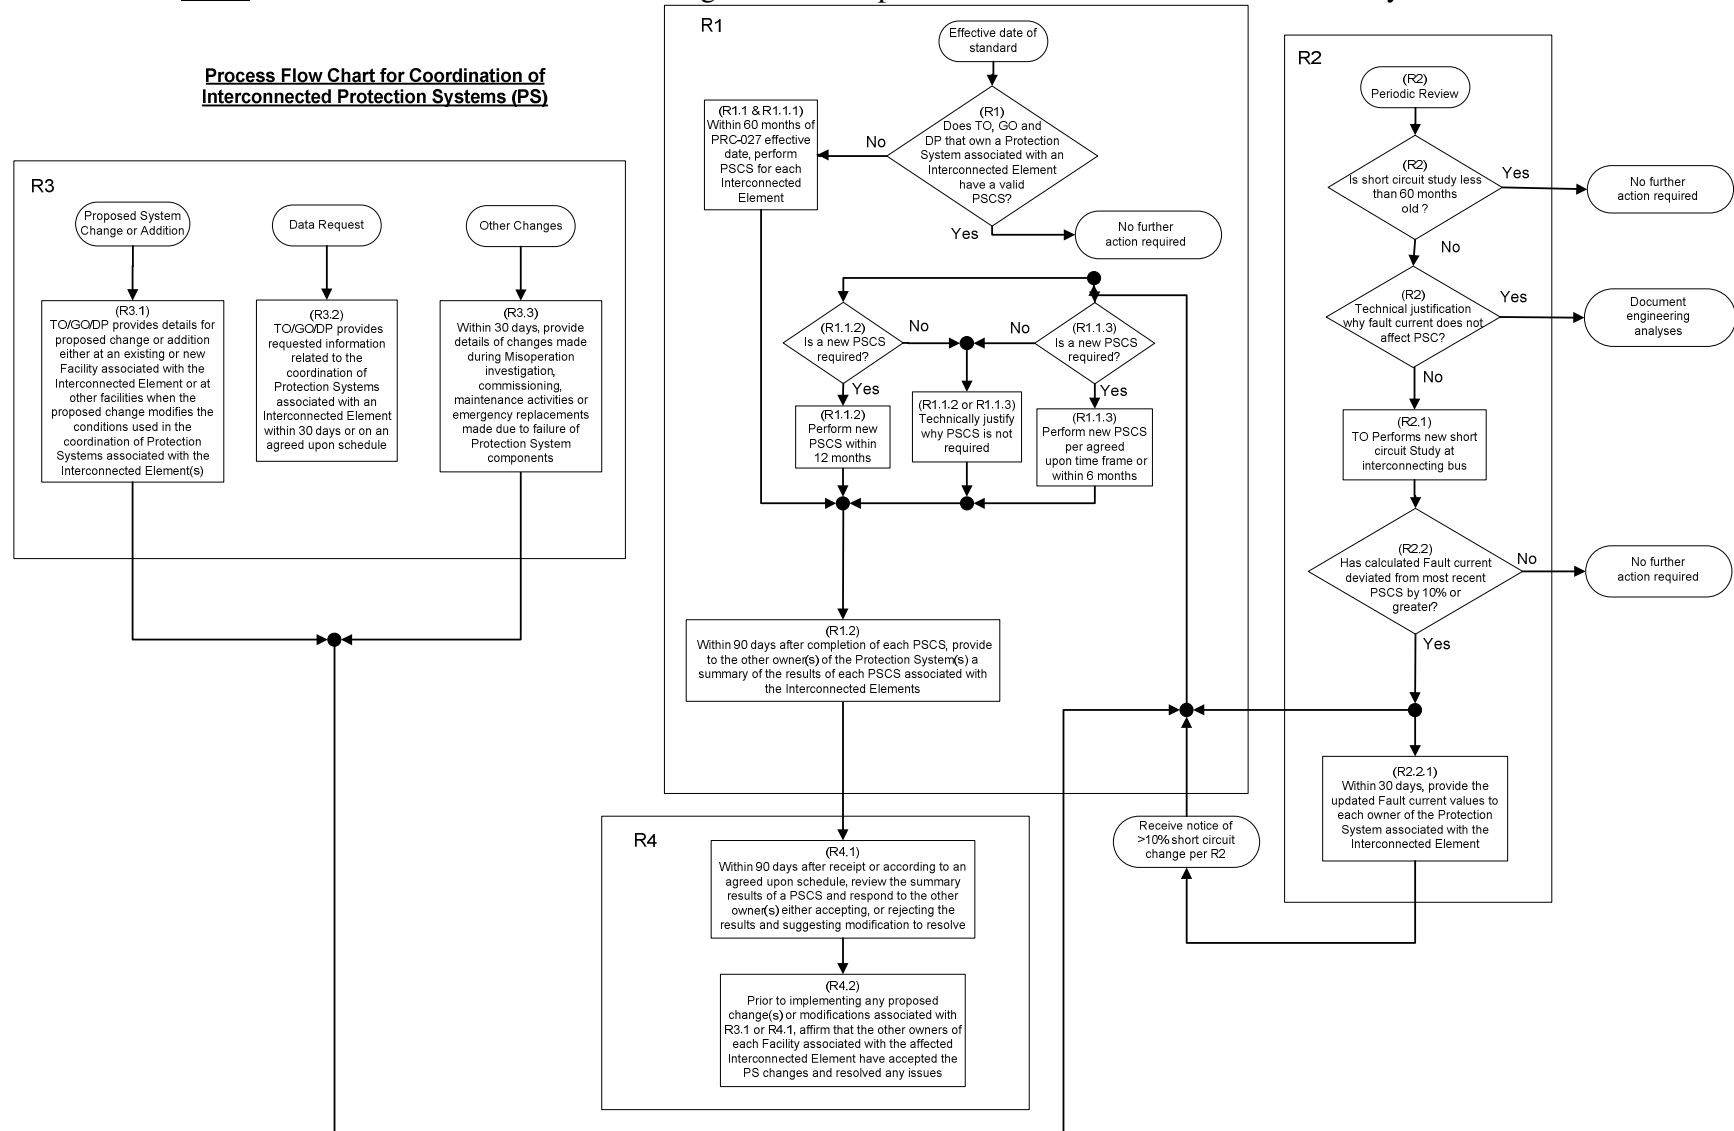 Process Flow Chart for Coordination of
Interconnected Protection Systems (PS)
R3
Proposed System
Change or Addition
Data Request
Other Changes
(R3.1)
TO/GO/DP provides details for
proposed change or addition
either at an existing or new
Facility associated with the
Interconnected Element or at
other facilities when the
proposed change modifies the
conditions used in the
coordination of Protection
Systems associated with the
Interconnected Element(s)
(R3.2)
TO/GO/DP provides
requested information
related to the
coordination of
Protection Systems
associated with an
Interconnected Element
within 30 days or on an
agreed upon schedule
(R3.3)
Within 30 days, provide
details of changes made
during Misoperation
investigation,
commissioning,
maintenance activities or
emergency replacements
made due to failure of
Protection System
components
R1
Effective date of
standard
(R1)
Does TO, GO and
DP that own a Protection
System associated with an
Interconnected Element
have a valid
PSCS?
No
Yes
(R1.1 & R1.1.1)
Within 60 months of
PRC-027 effective
date, perform
PSCS for each
Interconnected
Element
No further
action required
(R1.1.2)
Is a new PSCS
required?
No
Yes
(R1.1.3)
Is a new PSCS
required?
No
Yes
(R1.1.2)
Perform new
PSCS within
12 months
(R1.1.2 or R1.1.3)
Technically justify
why PSCS is not
required
(R1.1.3)
Perform new PSCS
per agreed
upon time frame or
within 6 months
(R1.2)
Within 90 days after completion of each PSCS, provide
to the other owner(s) of the Protection System(s) a
summary of the results of each PSCS associated with
the Interconnected Elements
R4
(R4.1)
Within 90 days after receipt or according to an
agreed upon schedule, review the summary
results of a PSCS and respond to the other
owner(s) either accepting, or rejecting the
results and suggesting modification to resolve
(R4.2)
Prior to implementing any proposed
change(s) or modifications associated with
R3.1 or R4.1, affirm that the other owners of
each Facility associated with the affected
Interconnected Element have accepted the
PS changes and resolved any issues
Receive notice of
>10% short circuit
change per R2
R2
(R2)
Periodic Review
(R2)
Is short circuit study less
than 60 months
old ?
Yes
No
No further
action required
(R2)
Technical justification
why fault current does not
affect PSC?
Yes
No
Document
engineering
analyses
(R2.1)
TO Performs new short
circuit Study at
interconnecting bus
(R2.2)
Has calculated Fault current
deviated from most recent
PSCS by 10% or
greater?
No
Yes
No further
action required
(R2.2.1)
Within 30 days, provide the
updated Fault current values to
each owner of the Protection
System associated with the
Interconnected Element